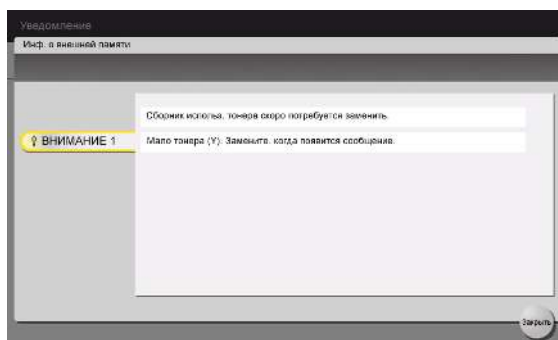 Уведомление
Инф. о внешней памяти
Сборник использ. тонера скоро потребуется заменить.
ВНИМАНИЕ 1
Мало тонера (Y). Замените, когда появится сообщение.
Закрыть